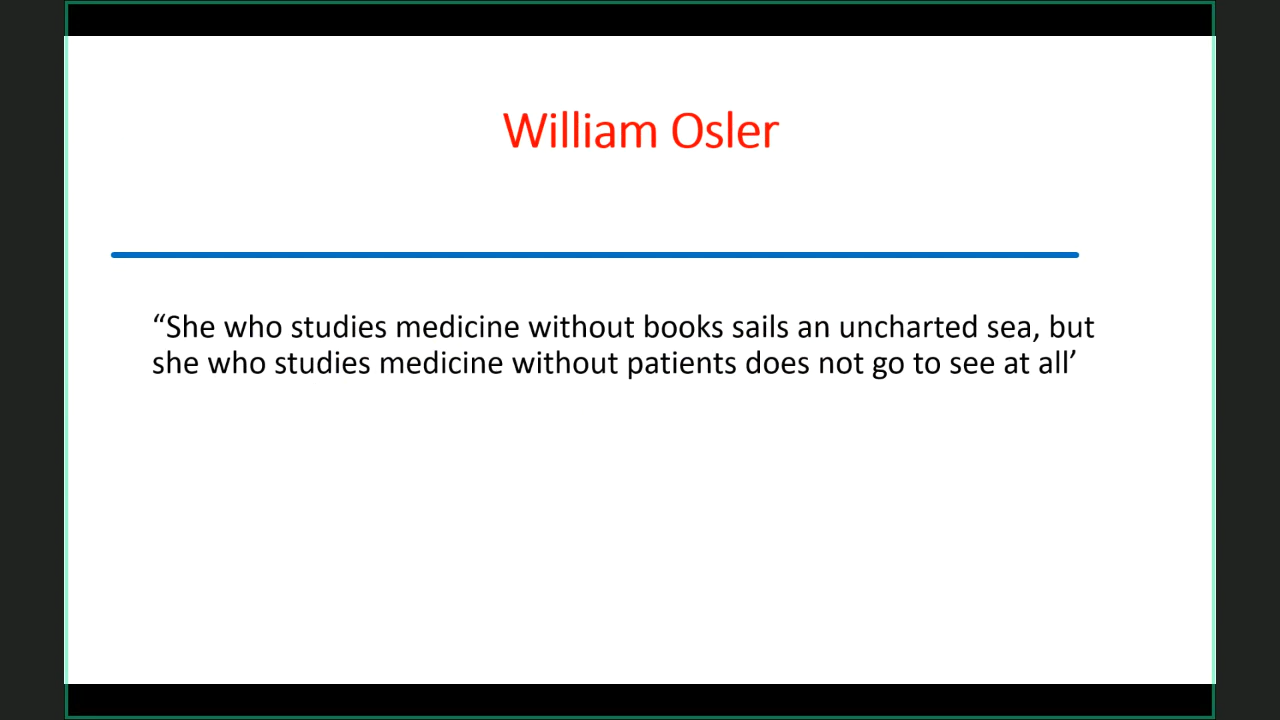 William Osler
“She who studies medicine without books sails an uncharted sea, but
she who studies medicine without patients does not go to see at all’